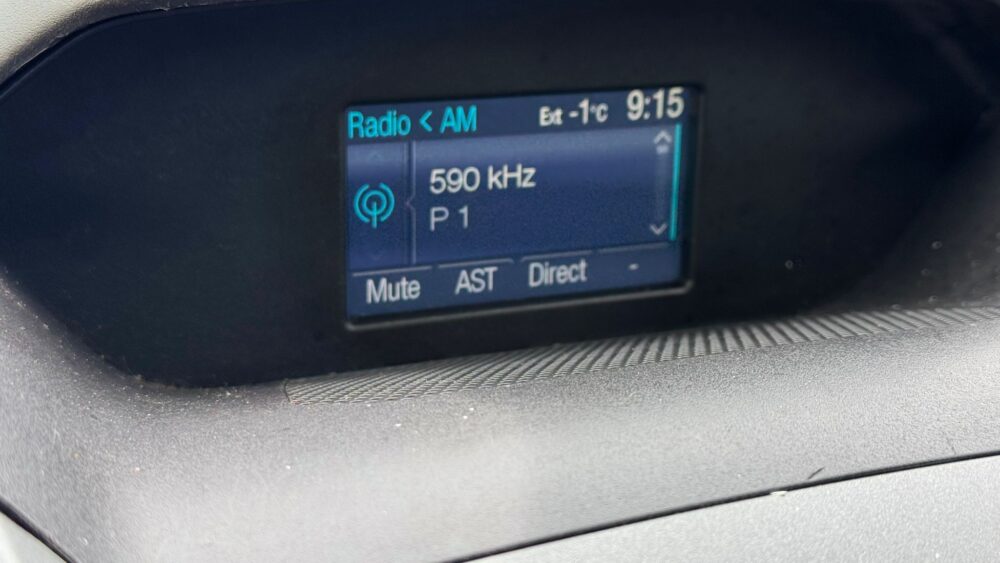 Radio < AM Ext -1°C 9:15
590 kHz
P 1
Mute AST Direct -